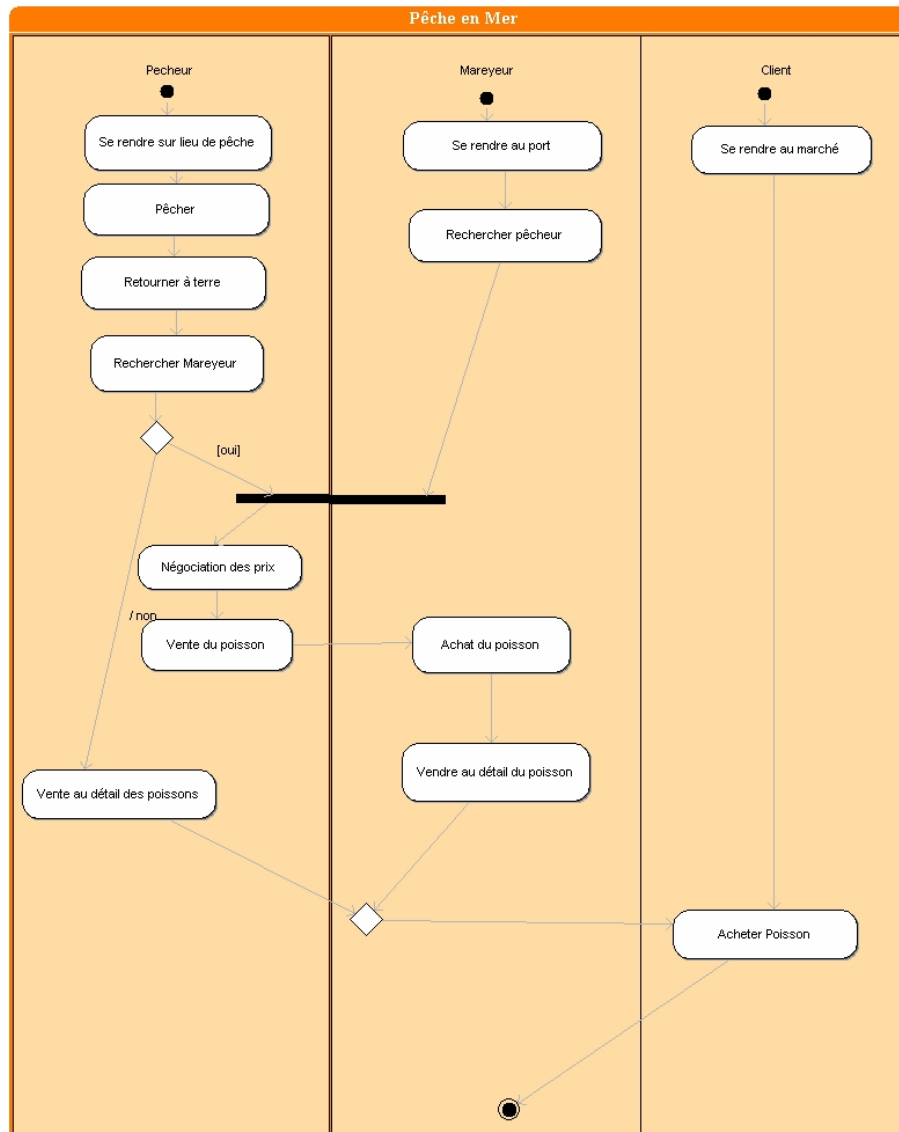 Pêche en Mer
Pecheur
Mareyeur
Client
Se rendre sur lieu de pêche
Se rendre au port
Se rendre au marché
Pêcher
Rechercher pêcheur
Retourner à terre
Rechercher Mareyeur
[oui]
Négociation des prix
/ non
Vente du poisson
Achat du poisson
Vendre au détail du poisson
Vente au détail des poissons
Acheter Poisson